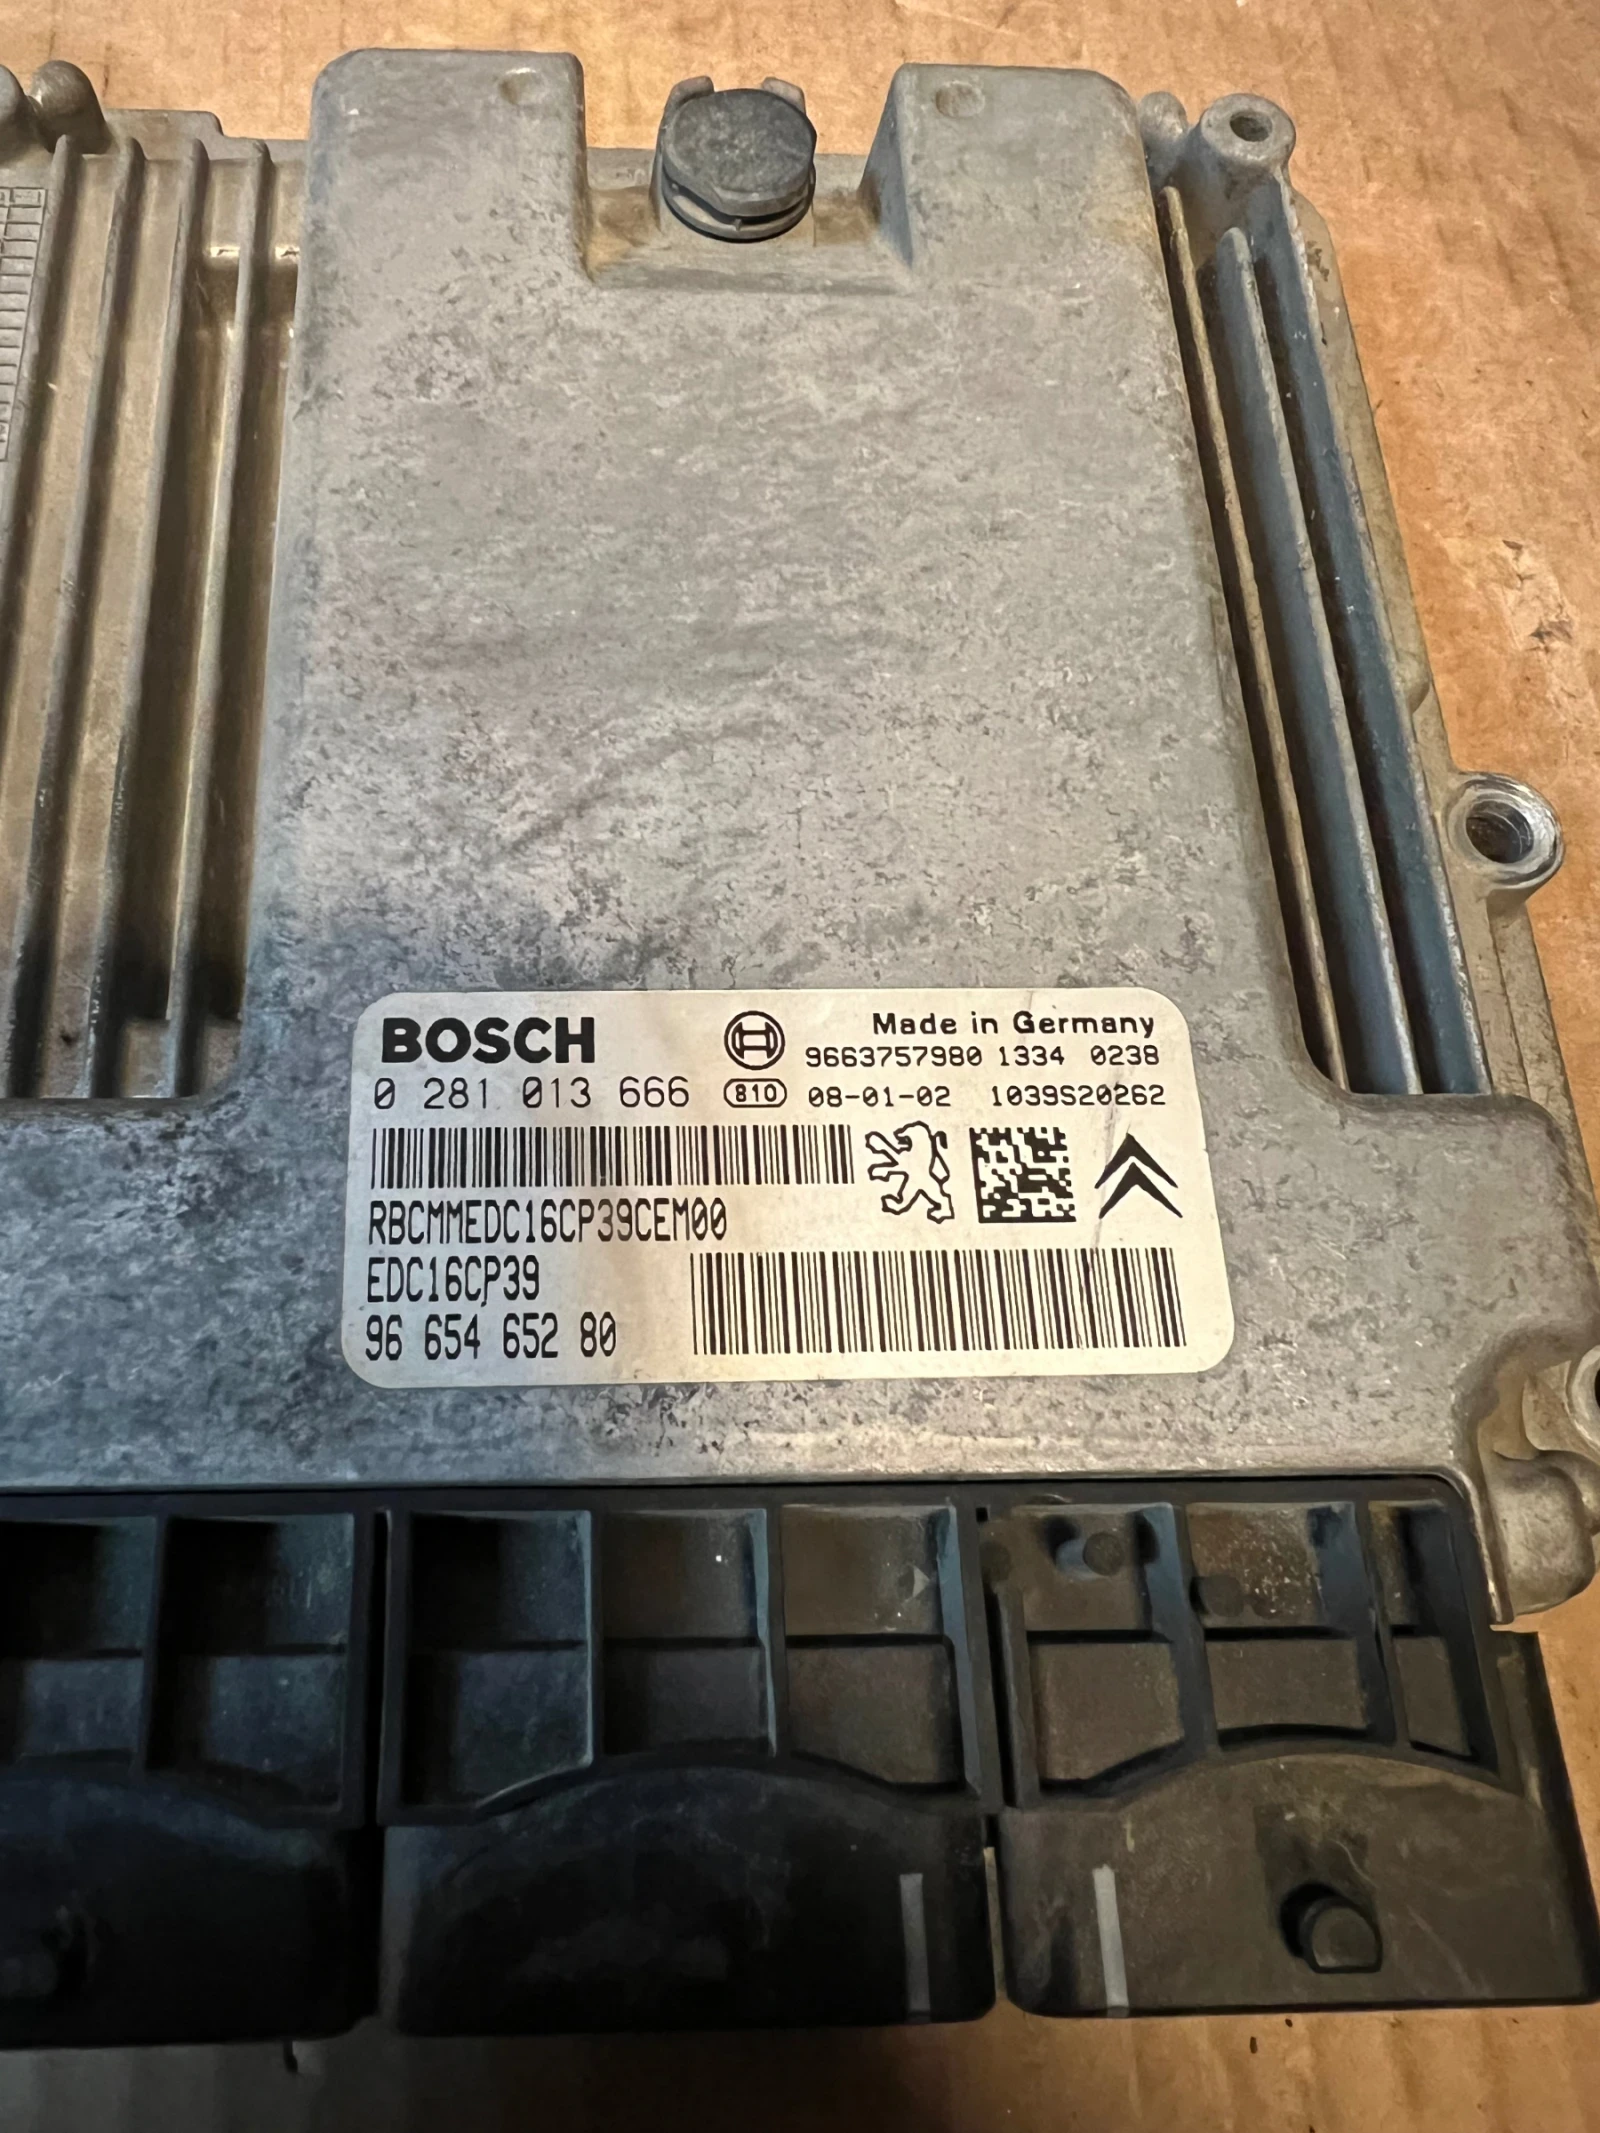 BOSCH
Made in Germany
9663757980 1334 0238
0 281 013 666 810 08-01-02 1039S20262
RBCMMEDC16CP39CEM00
EDC16CP39
96 654 652 80